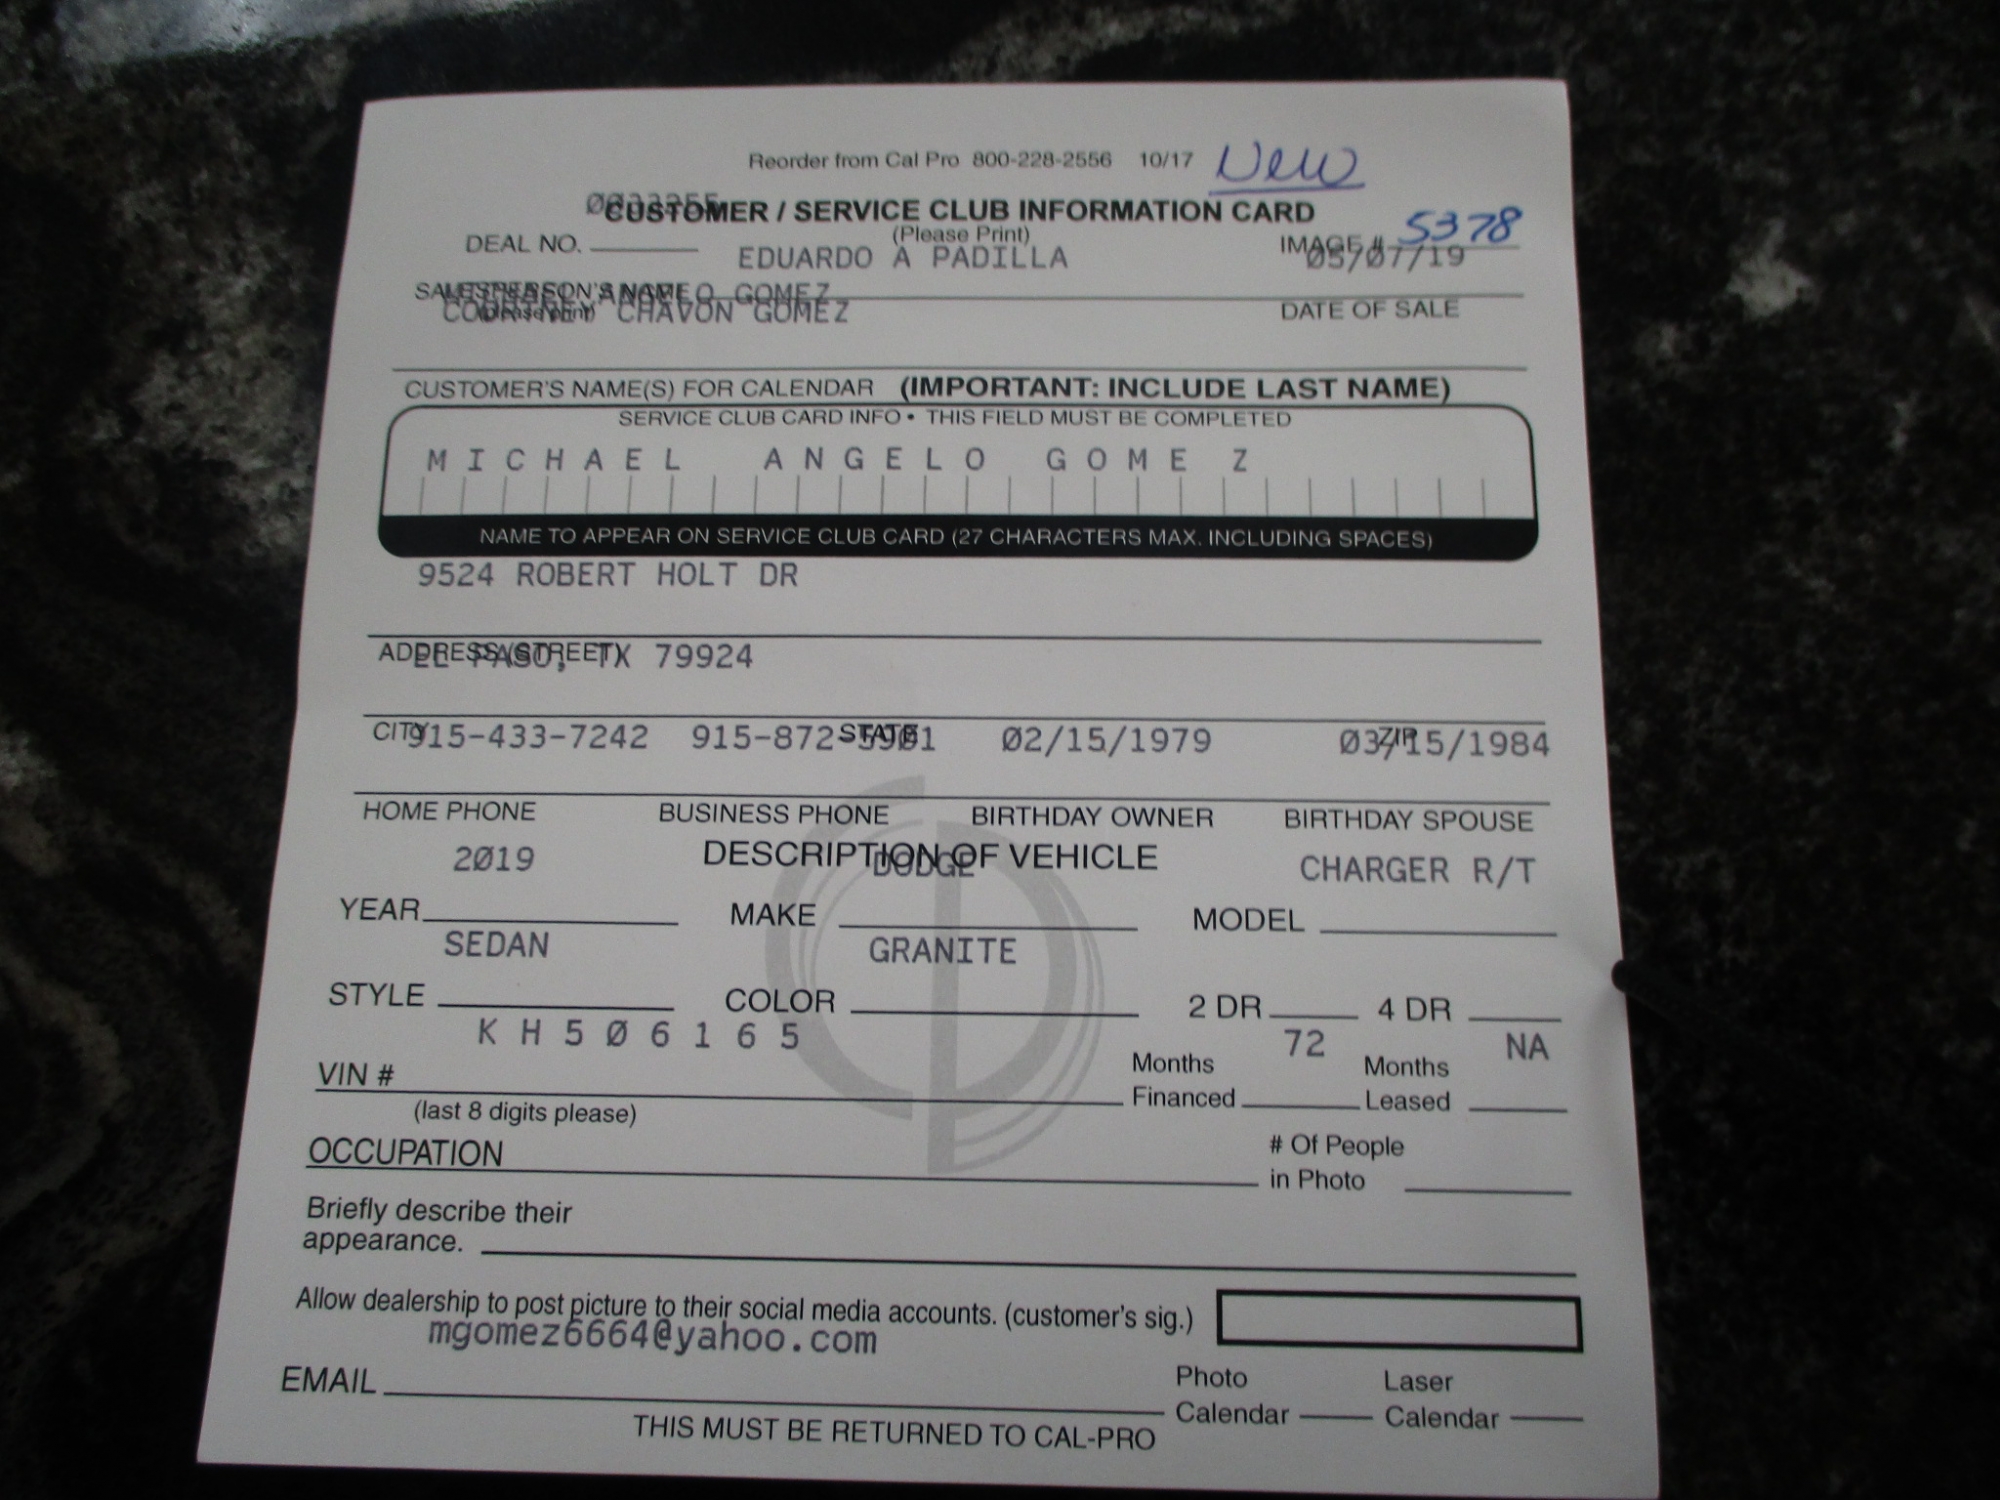 Reorder from Cal Pro 800-228-2556 10/17 New
CUSTOMER / SERVICE CLUB INFORMATION CARD
(Please Print)
DEAL NO. IMAGE # 5378
EDUARDO A PADILLA 05/07/19
SALESPERSON'S NAME GOMEZ
(please print) CHAVON GOMEZ DATE OF SALE
CUSTOMER'S NAME(S) FOR CALENDAR (IMPORTANT: INCLUDE LAST NAME)
SERVICE CLUB CARD INFO • THIS FIELD MUST BE COMPLETED
MICHAEL ANGELO GOMEZ
NAME TO APPEAR ON SERVICE CLUB CARD (27 CHARACTERS MAX. INCLUDING SPACES)
9524 ROBERT HOLT DR
ADDRESS (STREET)
EL PASO, TX 79924
CITY STATE ZIP
915-433-7242 02/15/1979 03/15/1984
HOME PHONE BUSINESS PHONE BIRTHDAY OWNER BIRTHDAY SPOUSE
DESCRIPTION OF VEHICLE
2019 DODGE CHARGER R/T
YEAR MAKE MODEL
SEDAN GRANITE
STYLE COLOR 2 DR 4 DR
KH506165 72 NA
VIN # Months Financed Months Leased
(last 8 digits please)
OCCUPATION # Of People in Photo
Briefly describe their
appearance.
Allow dealership to post picture to their social media accounts. (customer's sig.)
mgomez6664@yahoo.com
EMAIL Photo Calendar Laser Calendar
THIS MUST BE RETURNED TO CAL-PRO